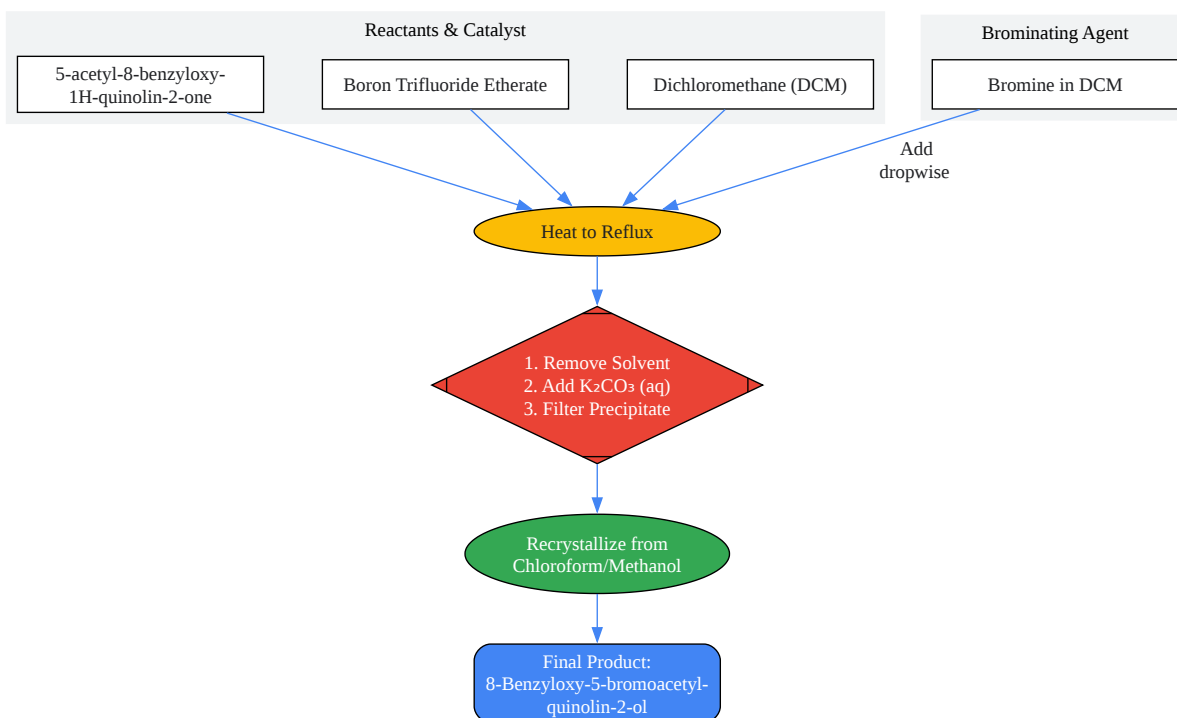 Reactants & Catalyst
Brominating Agent
5-acetyl-8-benzyloxy-
1H-quinolin-2-one
Boron Trifluoride Etherate
Dichloromethane (DCM)
Bromine in DCM
Add
dropwise
Heat to Reflux
1. Remove Solvent
2. Add K₂CO₃ (aq)
3. Filter Precipitate
Recrystallize from
Chloroform/Methanol
Final Product:
8-Benzyloxy-5-bromoacetyl-
quinolin-2-ol